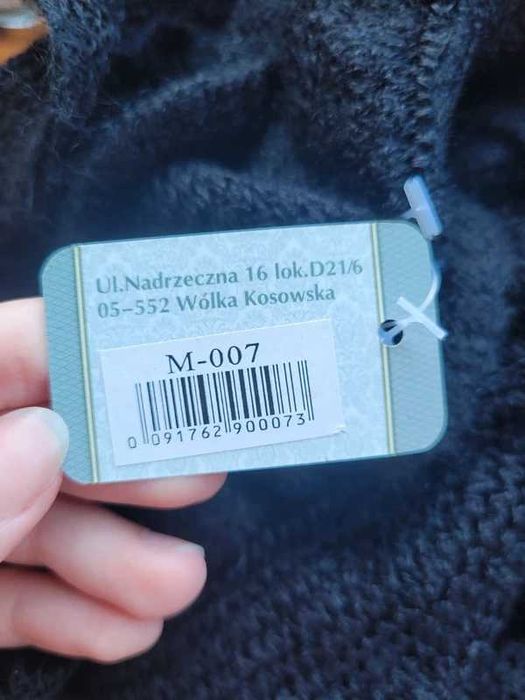 Ul.Nadrzeczna 16 lok.D21/6
05-552 Wólka Kosowska
M-007
0 091762 900073